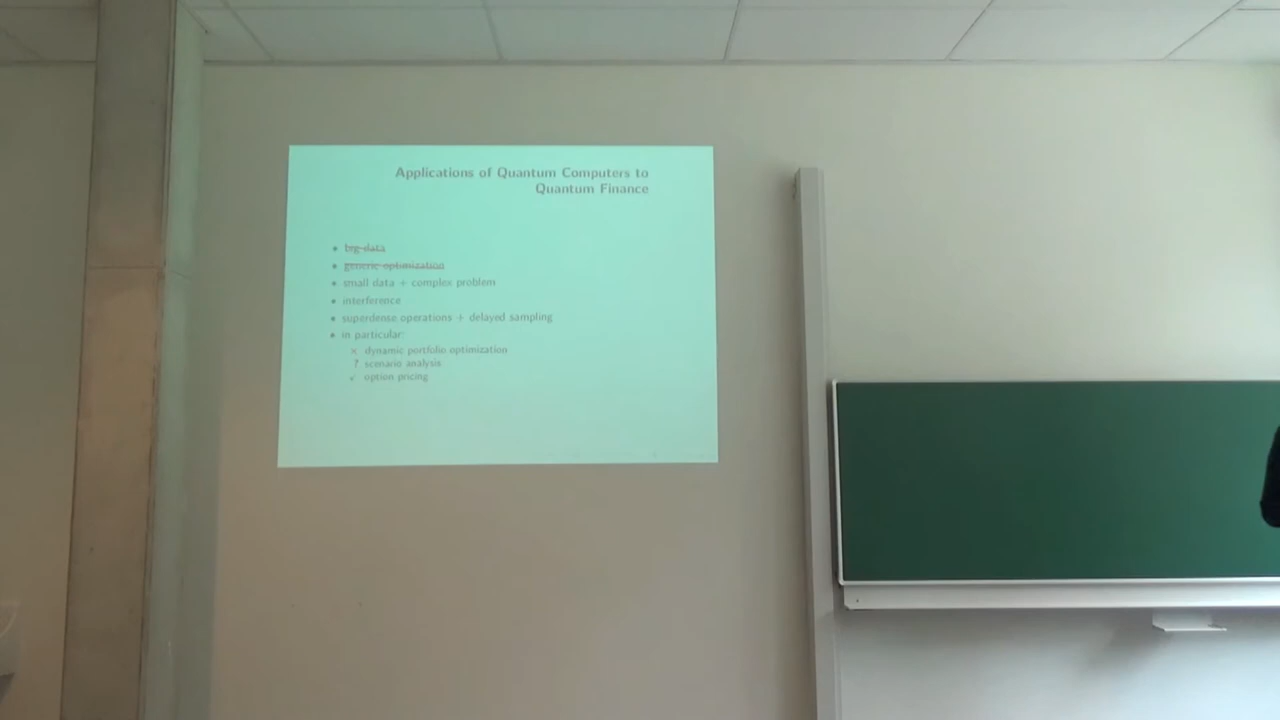 Applications of Quantum Computers to
Quantum Finance
• big data
• generic optimization
• small data + complex problem
• interference
• superdense operations + delayed sampling
• in particular:
× dynamic portfolio optimization
? scenario analysis
✓ option pricing